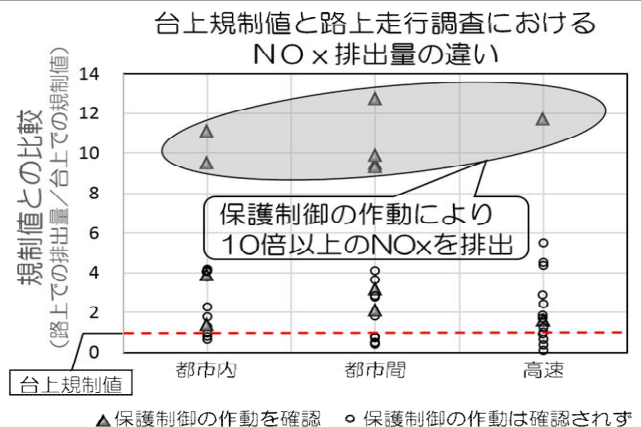 台上規制値と路上走行調査における
NOx排出量の違い
規制値との比較
(路上での排出量/台上での規制値)
14
12
10
8
6
4
2
0
保護制御の作動により
10倍以上のNOxを排出
台上規制値
都市内
都市間
高速
▲保護制御の作動を確認 ○ 保護制御の作動は確認されず